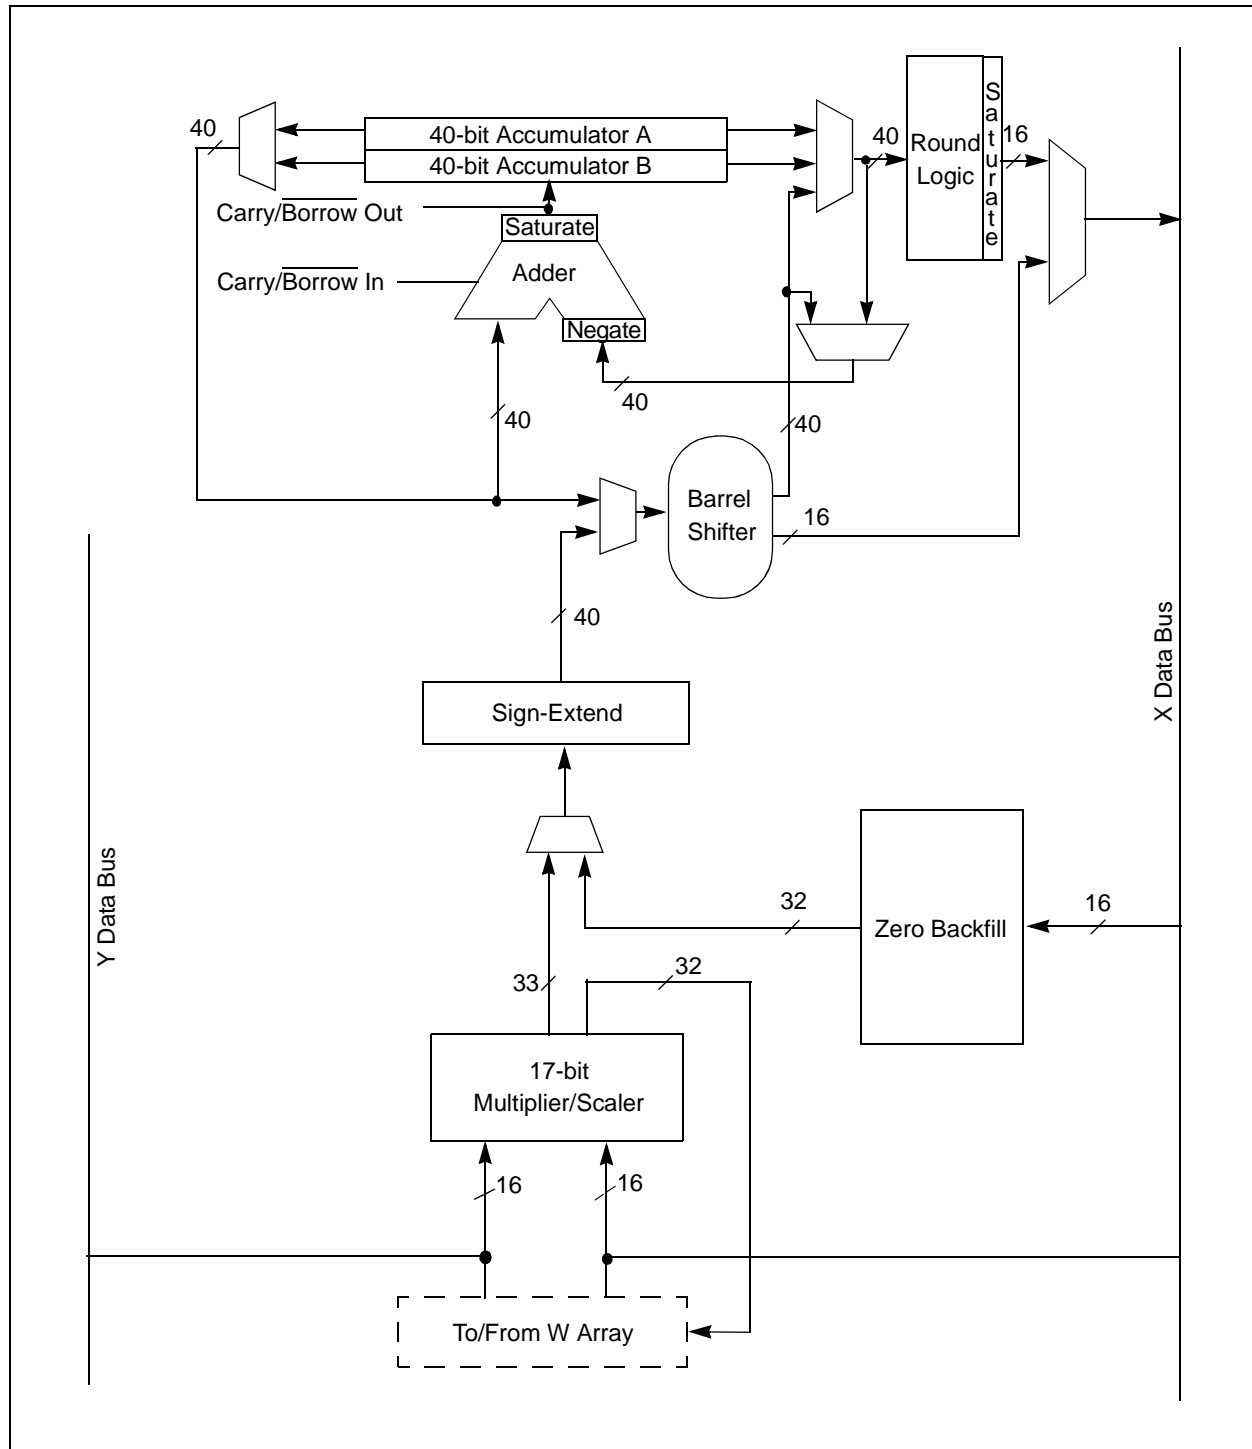 40
40-bit Accumulator A
40-bit Accumulator B
40
Round
Logic
Saturate
16
Carry/Borrow Out
Saturate
Carry/Borrow In
Adder
Negate
40
40
40
Barrel
Shifter
16
40
Sign-Extend
X Data Bus
Y Data Bus
32
Zero Backfill
16
33
32
17-bit
Multiplier/Scaler
16
16
To/From W Array